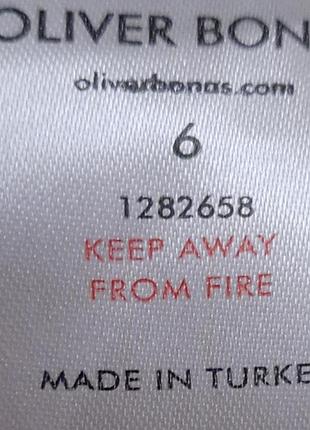 OLIVER BON
oliverbonas.com
6
1282658
KEEP AWAY
FROM FIRE
MADE IN TURKE